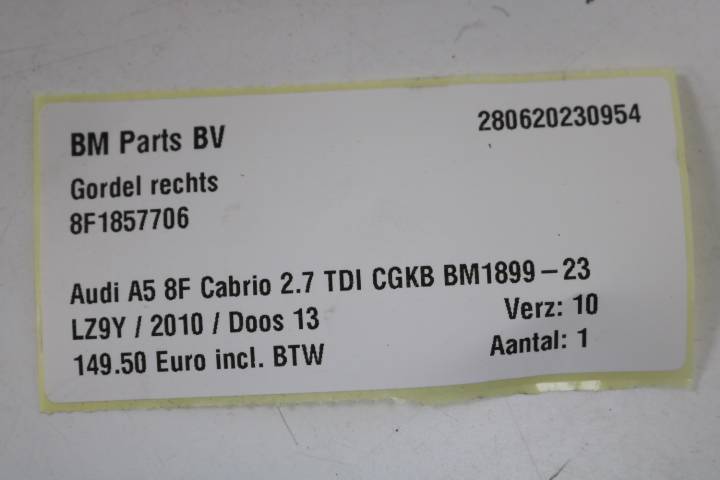 BM Parts BV 280620230954
Gordel rechts
8F1857706
Audi A5 8F Cabrio 2.7 TDI CGKB BM1899 – 23
LZ9Y / 2010 / Doos 13 Verz: 10
149.50 Euro incl. BTW Aantal: 1